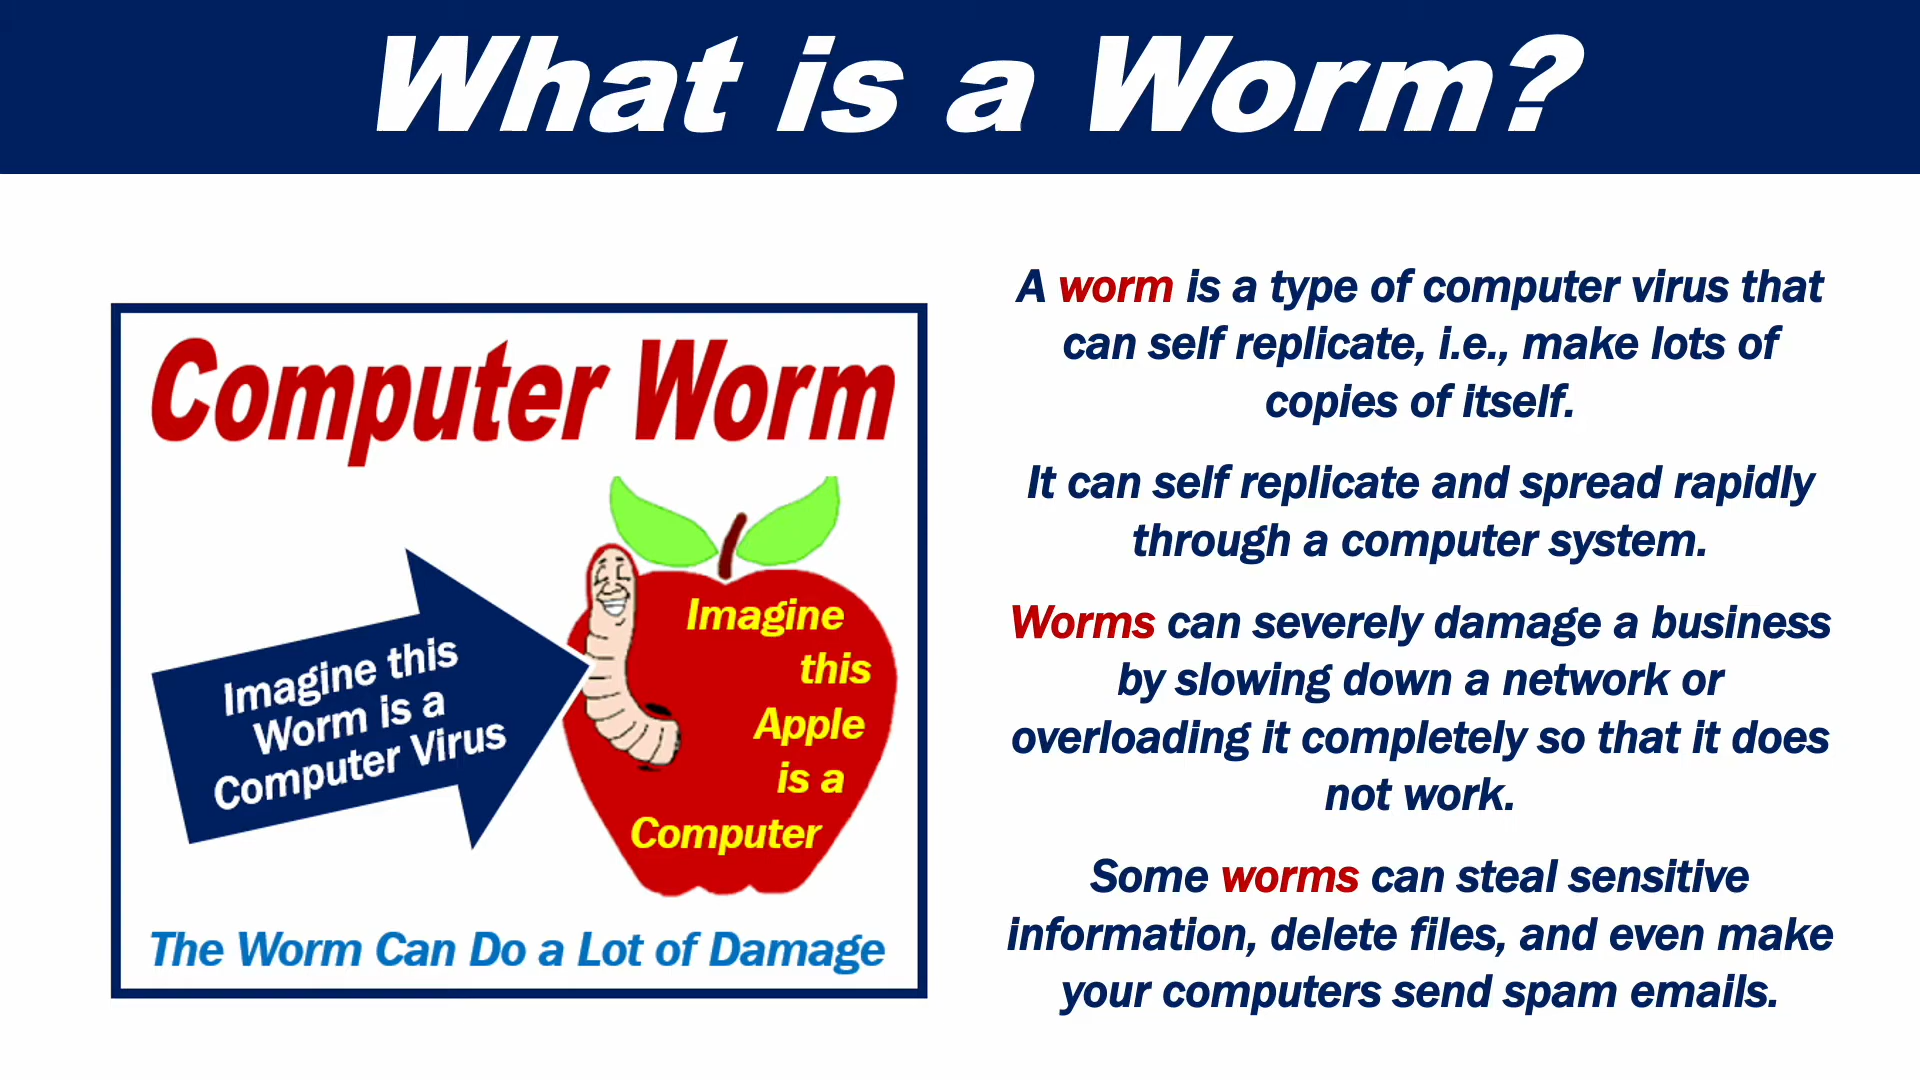 What is a Worm?
Computer Worm
Imagine this
Worm is a
Computer Virus
Imagine
this
Apple
is a
Computer
The Worm Can Do a Lot of Damage
A worm is a type of computer virus that
can self replicate, i.e., make lots of
copies of itself.
It can self replicate and spread rapidly
through a computer system.
Worms can severely damage a business
by slowing down a network or
overloading it completely so that it does
not work.
Some worms can steal sensitive
information, delete files, and even make
your computers send spam emails.